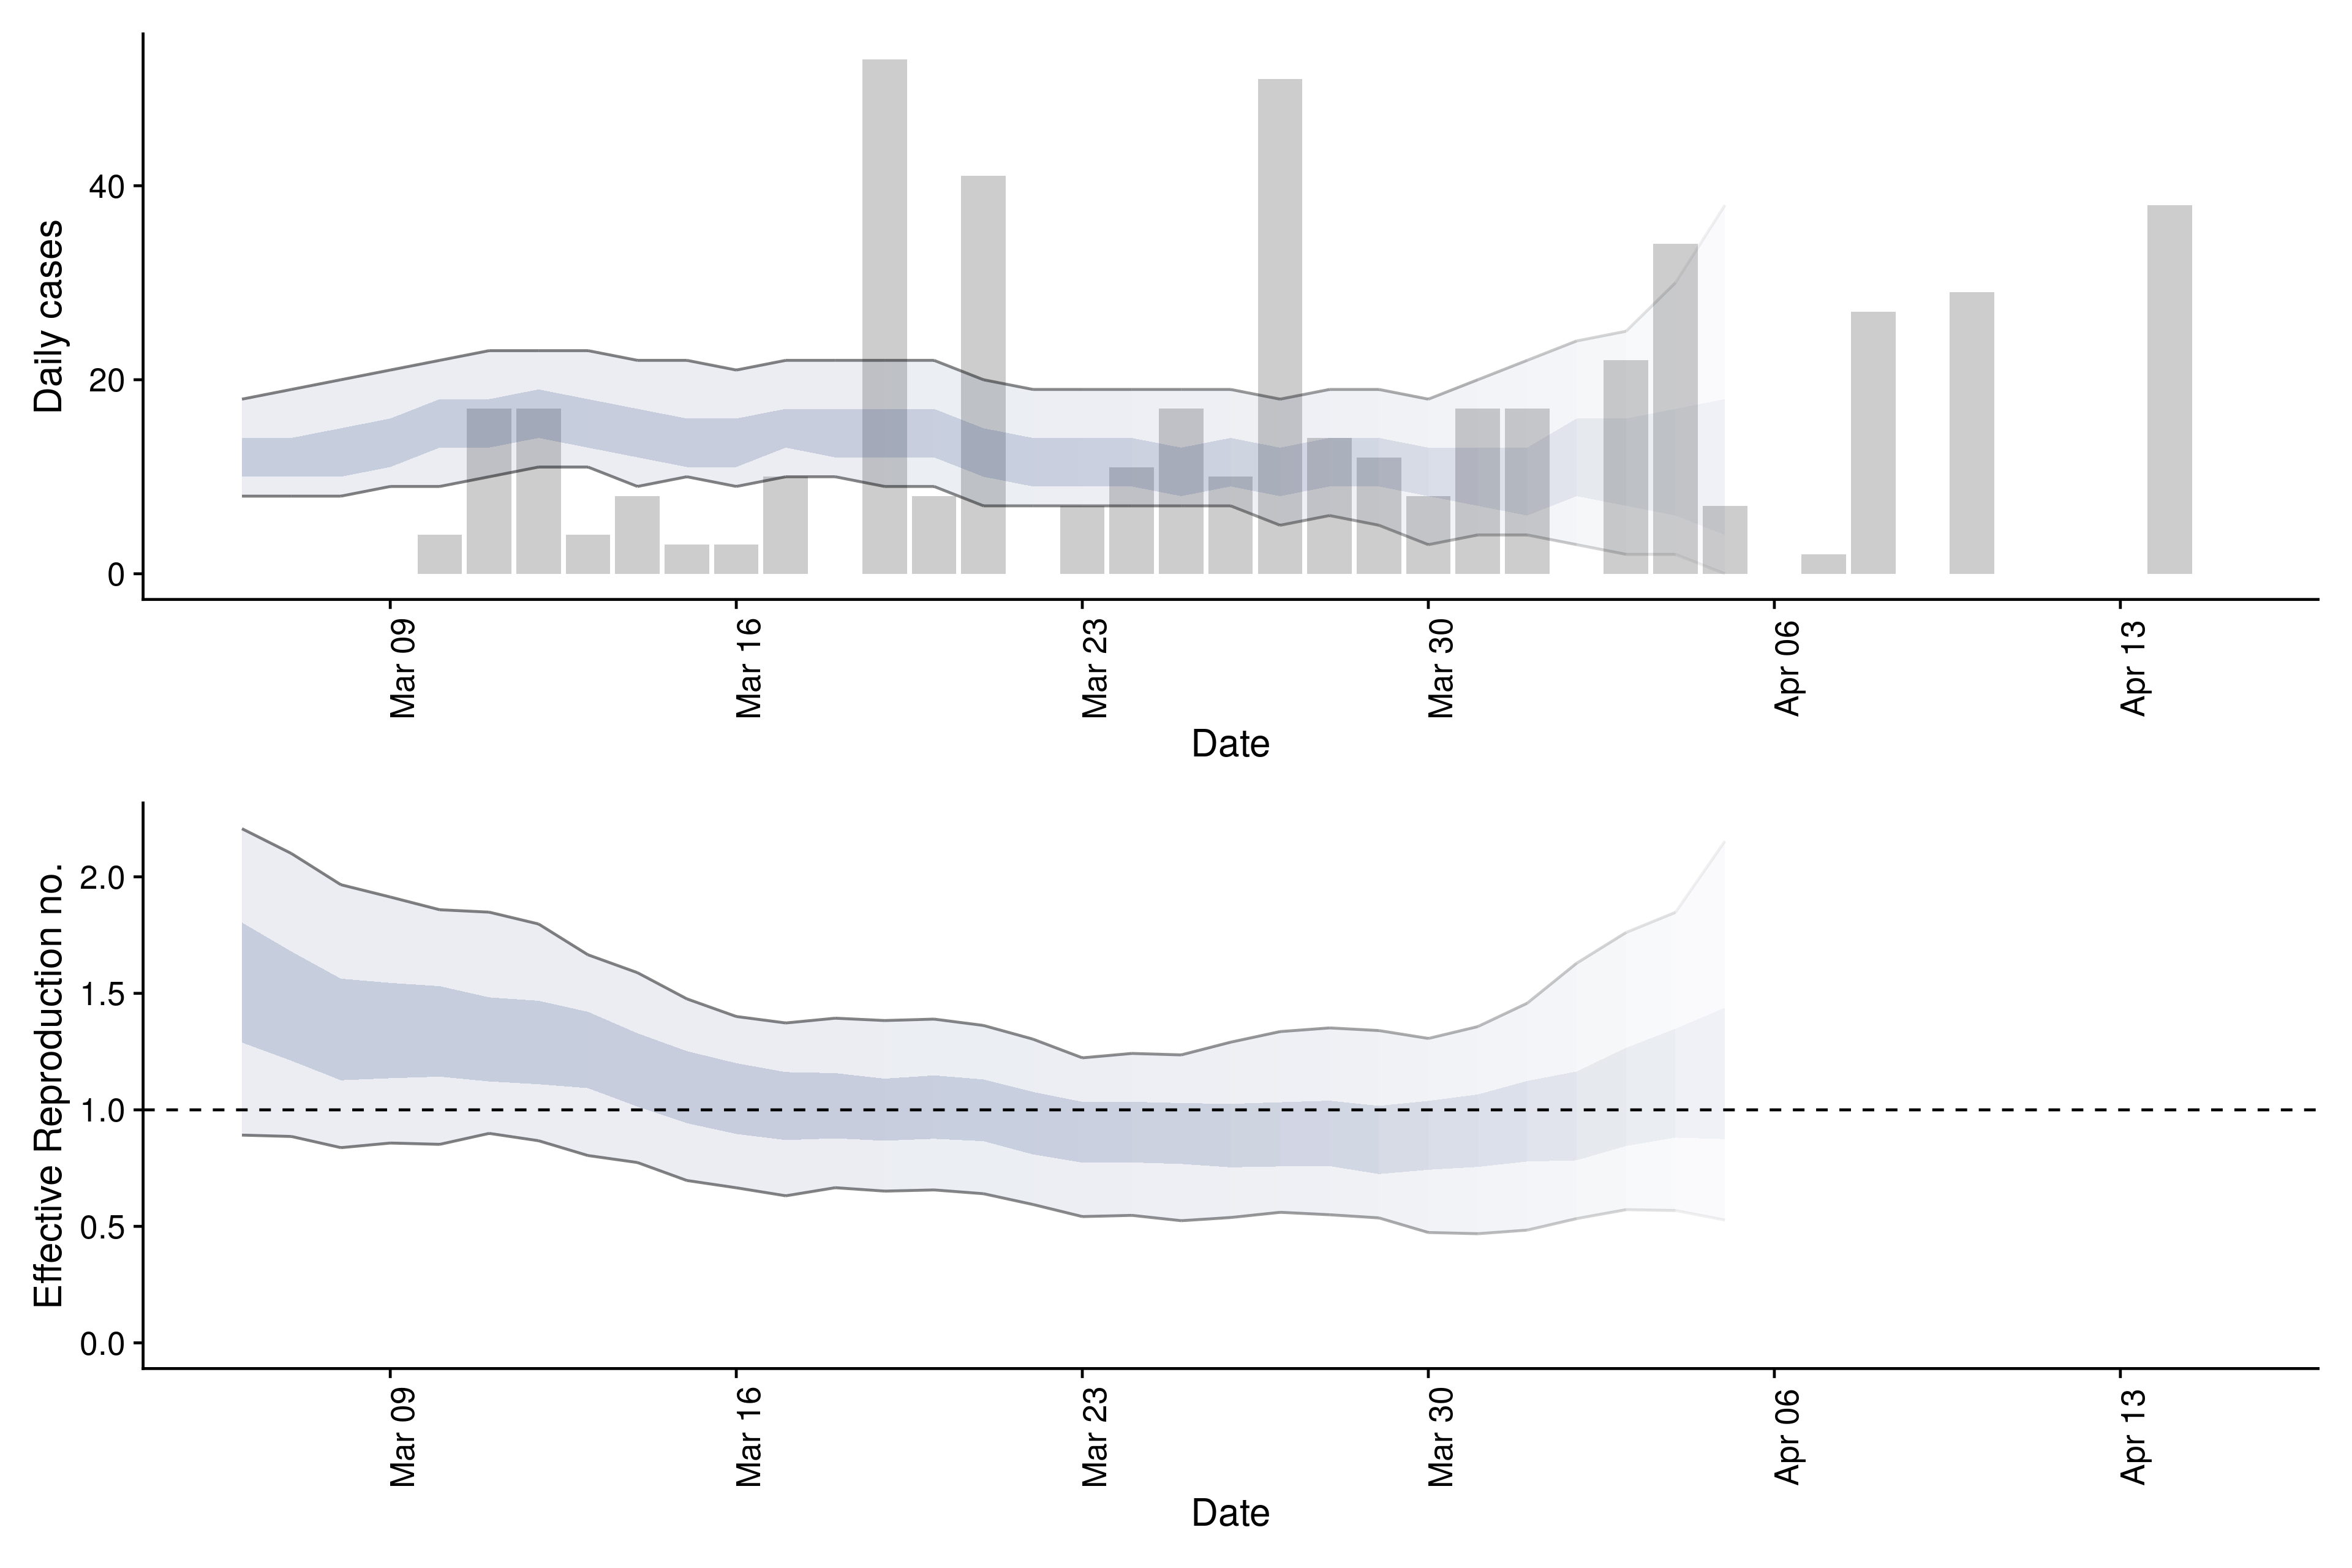 Daily cases
40
20
0
Mar 09
Mar 16
Mar 23
Mar 30
Apr 06
Apr 13
Date
Effective Reproduction no.
2.0
1.5
1.0
0.5
0.0
Mar 09
Mar 16
Mar 23
Mar 30
Apr 06
Apr 13
Date